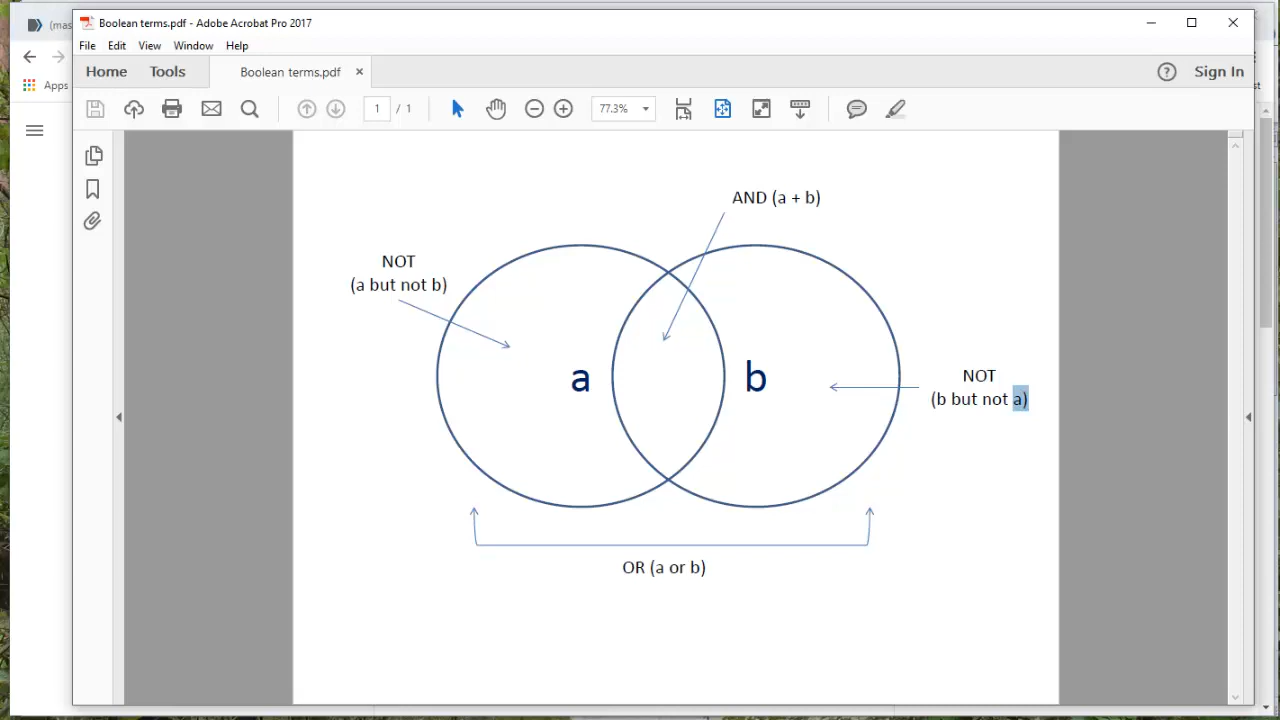 (mas
Boolean terms.pdf - Adobe Acrobat Pro 2017
File Edit View Window Help
Home Tools Boolean terms.pdf × ? Sign In
Apps
1 / 1 77.3%
AND (a + b)
NOT
(a but not b)
a b
NOT
(b but not a)
OR (a or b)